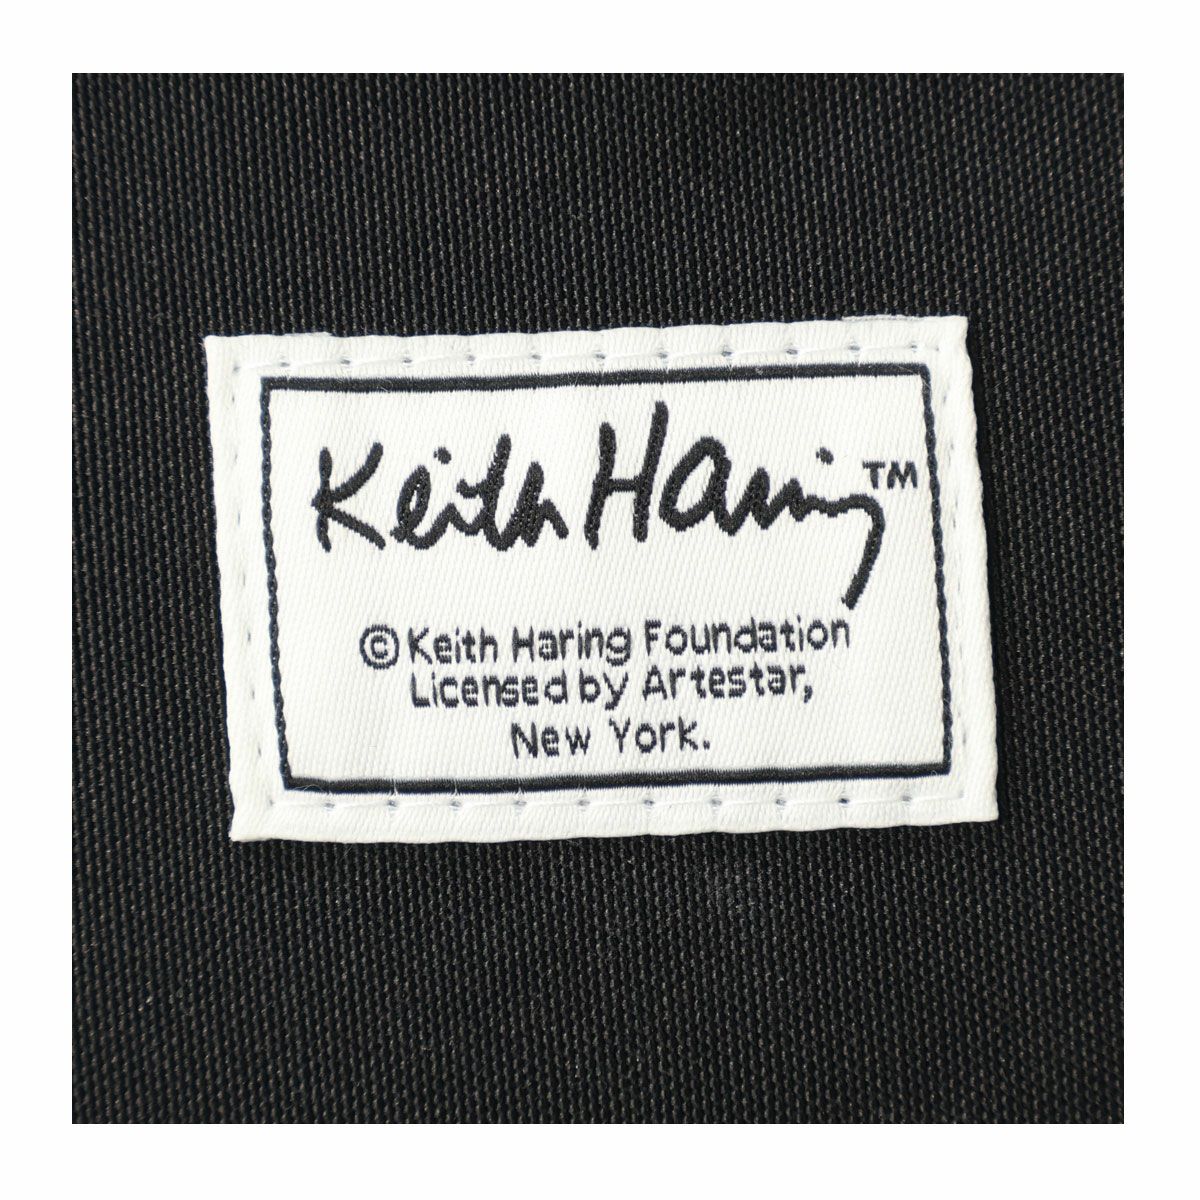 Keith Haring™
© Keith Haring Foundation
Licensed by Artestar,
New York.